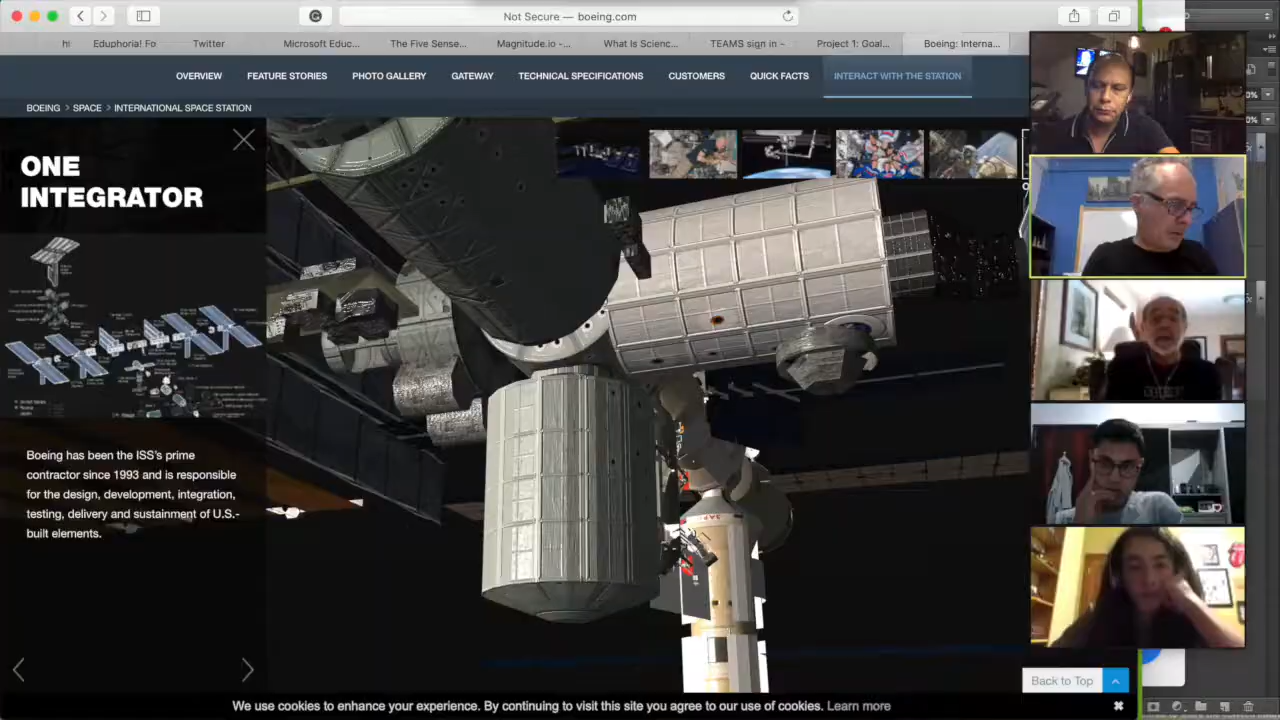 Not Secure — boeing.com
hi
Eduphoria! Fo
Twitter
Microsoft Educ...
The Five Sense...
Magnitude.io -...
What Is Scienc...
TEAMS sign in -
Project 1: Goal...
Boeing: Interna...
OVERVIEW
FEATURE STORIES
PHOTO GALLERY
GATEWAY
TECHNICAL SPECIFICATIONS
CUSTOMERS
QUICK FACTS
INTERACT WITH THE STATION
BOEING > SPACE > INTERNATIONAL SPACE STATION
ONE
INTEGRATOR
Boeing has been the ISS's prime
contractor since 1993 and is responsible
for the design, development, integration,
testing, delivery and sustainment of U.S.-
built elements.
Back to Top
We use cookies to enhance your experience. By continuing to visit this site you agree to our use of cookies. Learn more